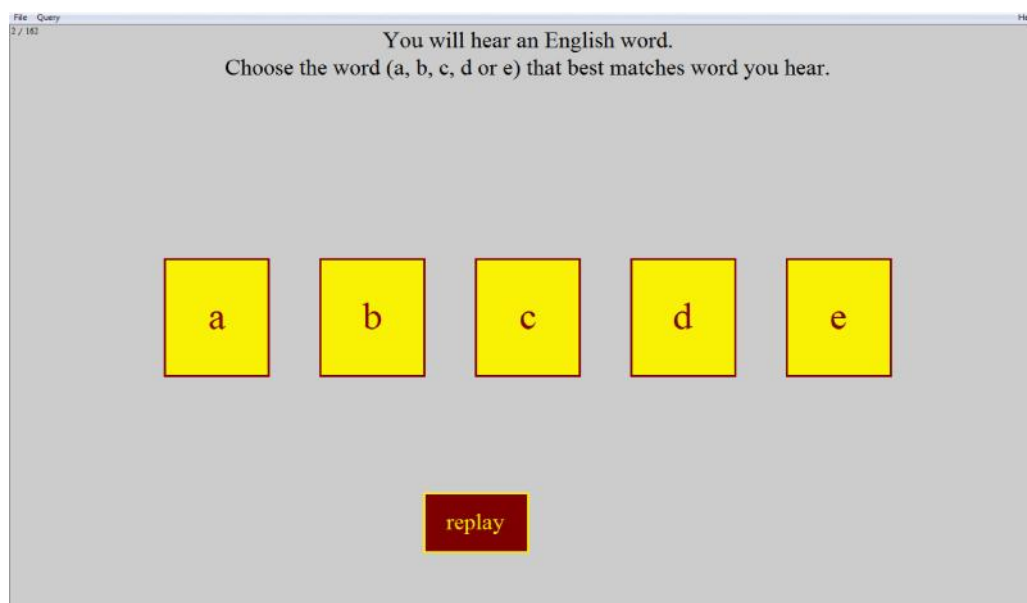 File Query
2 / 162
You will hear an English word.
Choose the word (a, b, c, d or e) that best matches word you hear.
a b c d e
replay